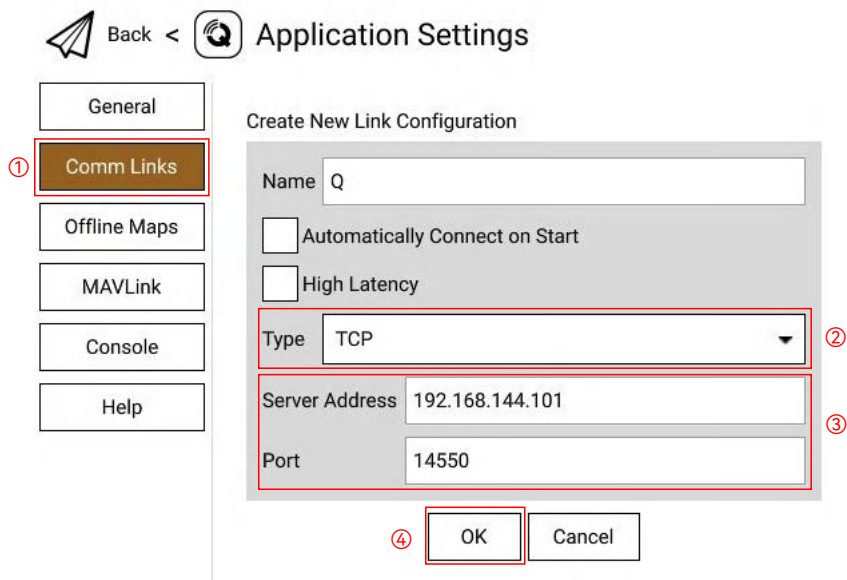 Back < Application Settings
General
① Comm Links
Offline Maps
MAVLink
Console
Help
Create New Link Configuration
Name Q
Automatically Connect on Start
High Latency
Type TCP ②
Server Address 192.168.144.101
③
Port 14550
④ OK Cancel